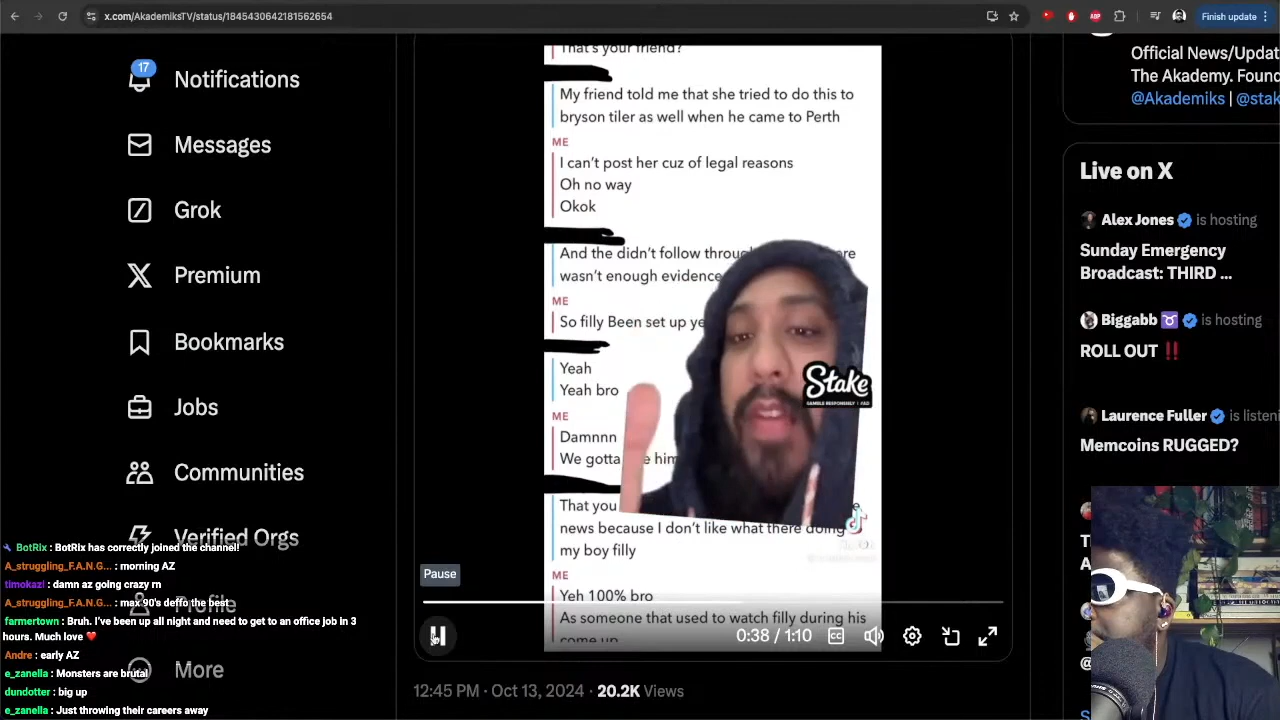 x.com/AkademiksTV/status/1845430642181562654
Finish update
17
Notifications
Messages
Grok
Premium
Bookmarks
Jobs
Communities
Verified Orgs
Profile
More
BotRix : BotRix has correctly joined the channel!
A_struggling_F.A.N.G... : morning AZ
timokazi : damn az going crazy rn
A_struggling_F.A.N.G... : max 90's deffo the best
farmertown : Bruh. I've been up all night and need to get to an office job in 3
hours. Much love
Andre : early AZ
e_zanella : Monsters are brutal
dundotter : big up
e_zanella : Just throwing their careers away
That's your friend?
My friend told me that she tried to do this to
bryson tiler as well when he came to Perth
ME
I can't post her cuz of legal reasons
Oh no way
Okok
And the didn't follow
wasn't enough evidence
ME
So filly Been set up
Yeah
Yeah bro
ME
Damnnn
We gotta
That you
news because I don't like what there doing
my boy filly
ME
Yeh 100% bro
As someone that used to watch filly during his
come up
Stake
GAMBLE RESPONSIBLY | #AD
Pause
0:38 / 1:10
CC
12:45 PM · Oct 13, 2024 · 20.2K Views
Official News/Updat
The Akademy. Found
@Akademiks | @stak
Live on X
Alex Jones is hosting
Sunday Emergency
Broadcast: THIRD ...
Biggabb is hosting
ROLL OUT
Laurence Fuller is listeni
Memcoins RUGGED?